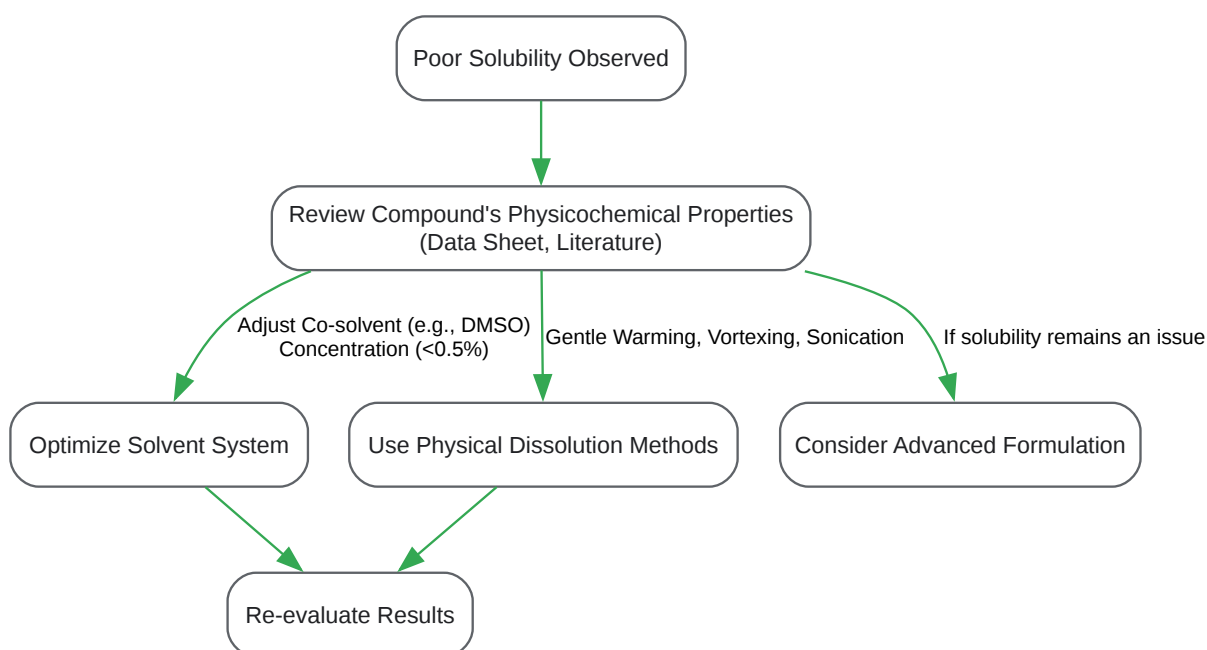 Poor Solubility Observed
Review Compound's Physicochemical Properties
(Data Sheet, Literature)
Adjust Co-solvent (e.g., DMSO)
Concentration (<0.5%)
Gentle Warming, Vortexing, Sonication
If solubility remains an issue
Optimize Solvent System
Use Physical Dissolution Methods
Consider Advanced Formulation
Re-evaluate Results